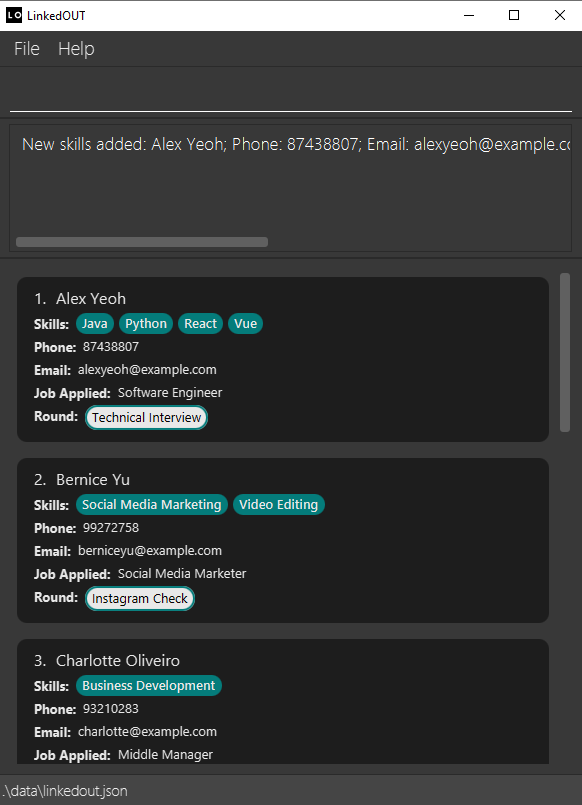 LO LinkedOUT
File Help
New skills added: Alex Yeoh; Phone: 87438807; Email: alexyeoh@example.co
1. Alex Yeoh
Skills: Java Python React Vue
Phone: 87438807
Email: alexyeoh@example.com
Job Applied: Software Engineer
Round: Technical Interview
2. Bernice Yu
Skills: Social Media Marketing Video Editing
Phone: 99272758
Email: berniceyu@example.com
Job Applied: Social Media Marketer
Round: Instagram Check
3. Charlotte Oliveiro
Skills: Business Development
Phone: 93210283
Email: charlotte@example.com
Job Applied: Middle Manager
.\data\linkedout.json